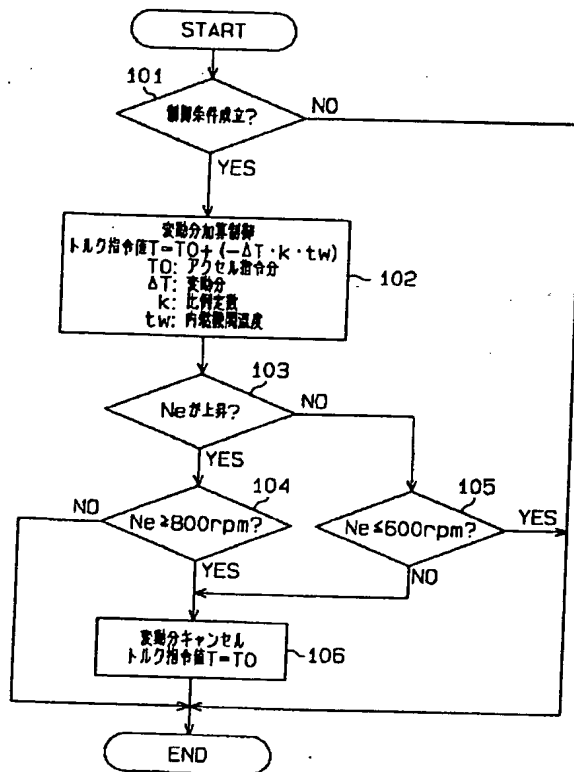 START
101
制御条件成立?
NO
YES
変動分加算制御
トルク指令値T=TO+(-ΔT·k·tw)
TO: アクセル指令分
ΔT: 変動分
k: 比例定数
tw: 内燃機関温度
102
103
Neが上昇?
NO
YES
104
105
NO
Ne≥800rpm?
Ne≤600rpm?
YES
YES
NO
変動分キャンセル
トルク指令値T=TO
106
END